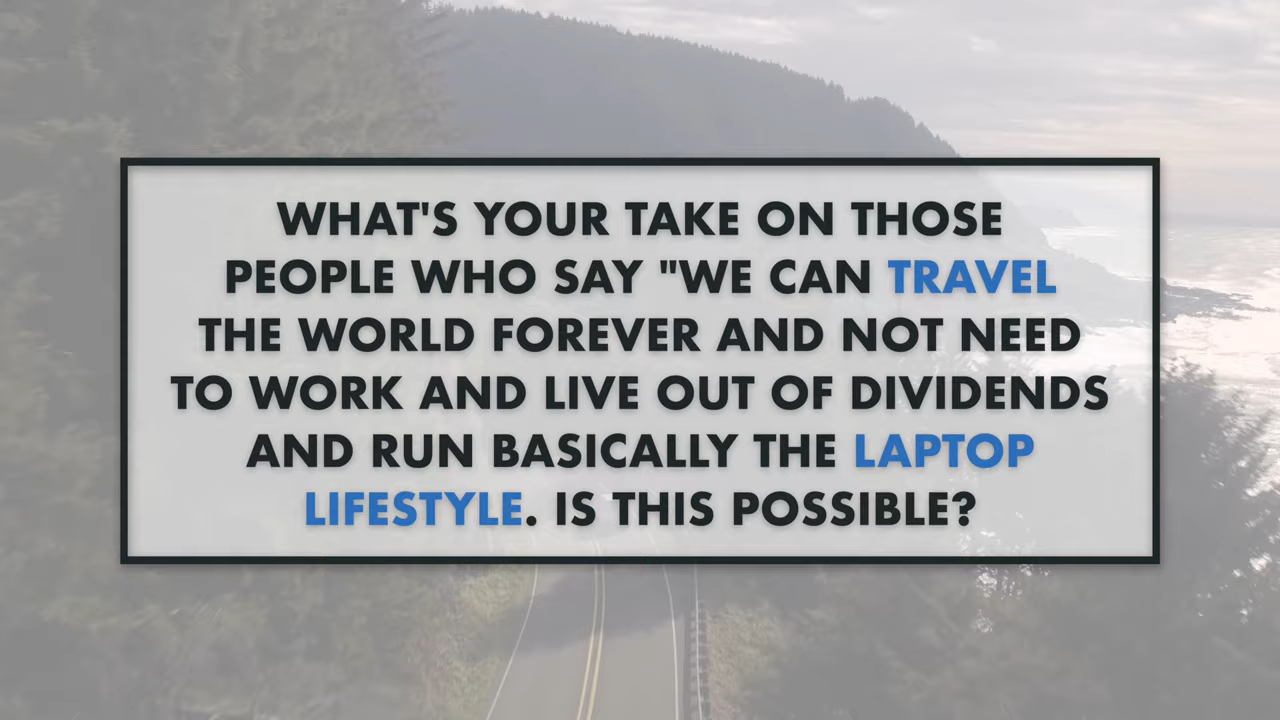 WHAT'S YOUR TAKE ON THOSE
PEOPLE WHO SAY "WE CAN TRAVEL
THE WORLD FOREVER AND NOT NEED
TO WORK AND LIVE OUT OF DIVIDENDS
AND RUN BASICALLY THE LAPTOP
LIFESTYLE. IS THIS POSSIBLE?